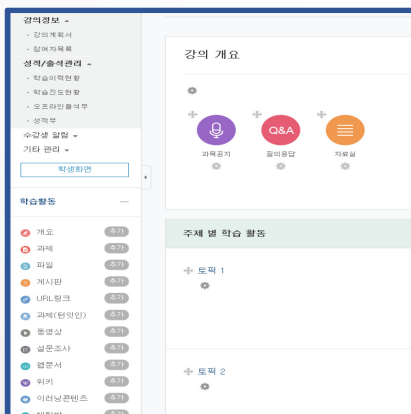 강의정보
- 강의계획서
- 참여자목록
성적/출석관리
- 학습이력현황
- 학습진도현황
- 오프라인출석부
- 성적부
수강생 알림
기타 관리
학생화면
학습활동
개요 추가
과제 추가
파일 추가
게시판 추가
URL링크 추가
과제(턴잇인) 추가
동영상 추가
설문조사 추가
웹문서 추가
위키 추가
이러닝콘텐츠 추가
강의 개요
Q&A
과목공지 질의응답 자료실
주제 별 학습 활동
토픽 1
토픽 2